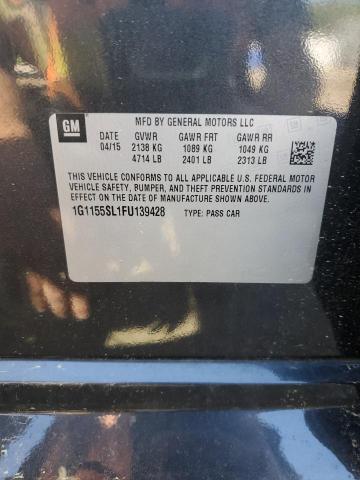 MFD BY GENERAL MOTORS LLC
GM
DATE GVWR GAWR FRT GAWR RR
04/15 2138 KG 1089 KG 1049 KG
4714 LB 2401 LB 2313 LB
THIS VEHICLE CONFORMS TO ALL APPLICABLE U.S. FEDERAL MOTOR
VEHICLE SAFETY, BUMPER, AND THEFT PREVENTION STANDARDS
IN EFFECT ON THE DATE OF MANUFACTURE SHOWN ABOVE.
1G1155SL1FU139428 TYPE: PASS CAR